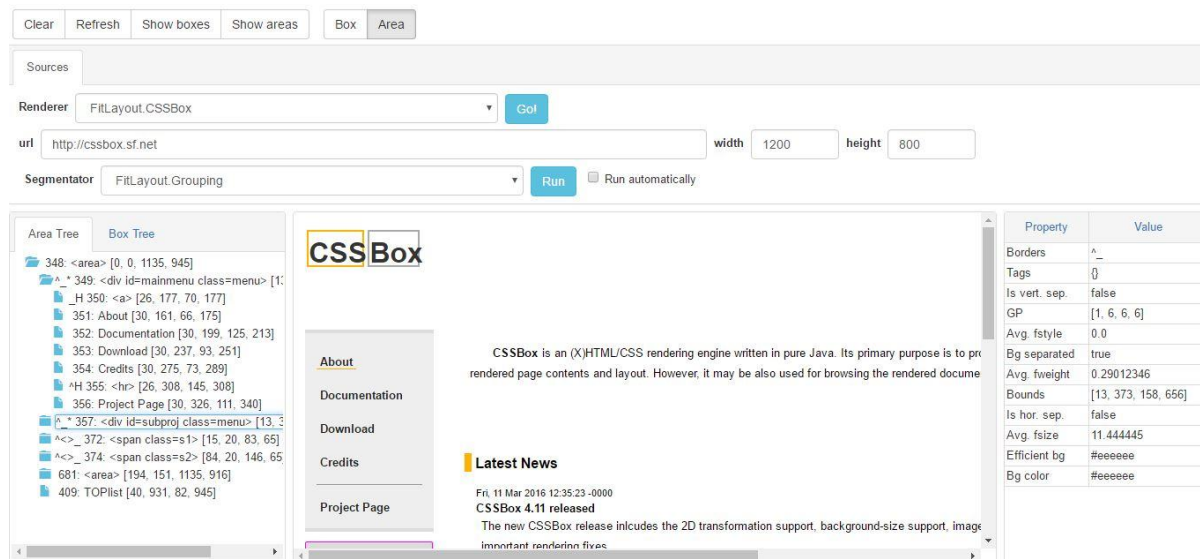 Clear Refresh Show boxes Show areas Box Area
Sources
Renderer FitLayout.CSSBox Go!
url http://cssbox.sf.net width 1200 height 800
Segmentator FitLayout.Grouping Run Run automatically
Area Tree Box Tree
348: <area> [0, 0, 1135, 945]
^_* 349: <div id=mainmenu class=menu> [13
_H 350: <a> [26, 177, 70, 177]
351: About [30, 161, 66, 175]
352: Documentation [30, 199, 125, 213]
353: Download [30, 237, 93, 251]
354: Credits [30, 275, 73, 289]
^H 355: <hr> [26, 308, 145, 308]
356: Project Page [30, 326, 111, 340]
^_* 357: <div id=subproj class=menu> [13, 3
^<>_ 372: <span class=s1> [15, 20, 83, 65]
^<>_ 374: <span class=s2> [84, 20, 146, 65
681: <area> [194, 151, 1135, 916]
409: TOPlist [40, 931, 82, 945]
CSSBox
About
Documentation
Download
Credits
Project Page
CSSBox is an (X)HTML/CSS rendering engine written in pure Java. Its primary purpose is to pro
rendered page contents and layout. However, it may be also used for browsing the rendered docume
Latest News
Fri, 11 Mar 2016 12:35:23 -0000
CSSBox 4.11 released
The new CSSBox release inlcudes the 2D transformation support, background-size support, image
important rendering fixes.
Property Value
Borders ^_
Tags {}
Is vert. sep. false
GP [1, 6, 6, 6]
Avg. fstyle 0.0
Bg separated true
Avg. fweight 0.29012346
Bounds [13, 373, 158, 656]
Is hor. sep. false
Avg. fsize 11.444445
Efficient bg #eeeeee
Bg color #eeeeee